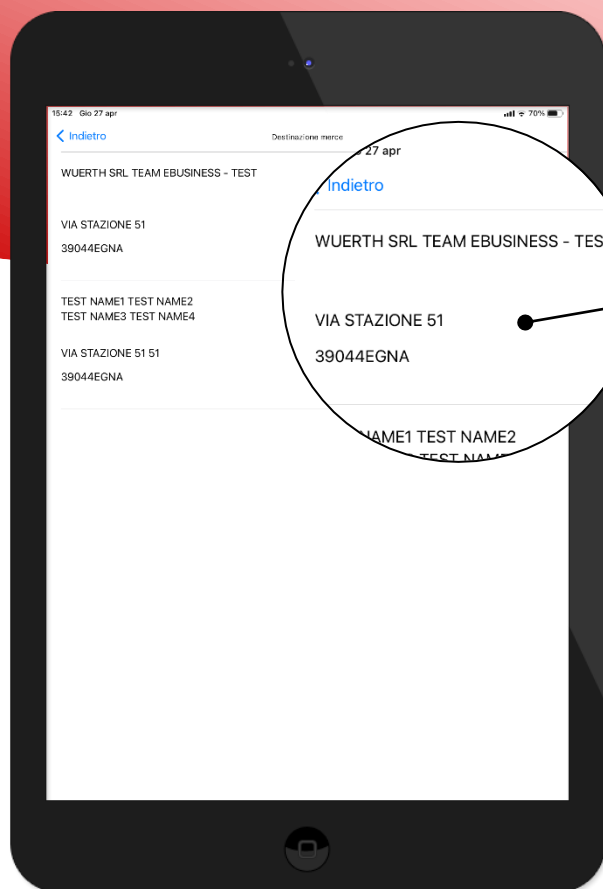 15:42 Gio 27 apr
70%
Indietro
Destinazione merce
WUERTH SRL TEAM EBUSINESS - TEST
VIA STAZIONE 51
39044EGNA
TEST NAME1 TEST NAME2
TEST NAME3 TEST NAME4
VIA STAZIONE 51 51
39044EGNA
27 apr
Indietro
WUERTH SRL TEAM EBUSINESS - TES
VIA STAZIONE 51
39044EGNA
NAME1 TEST NAME2
TEST NAME